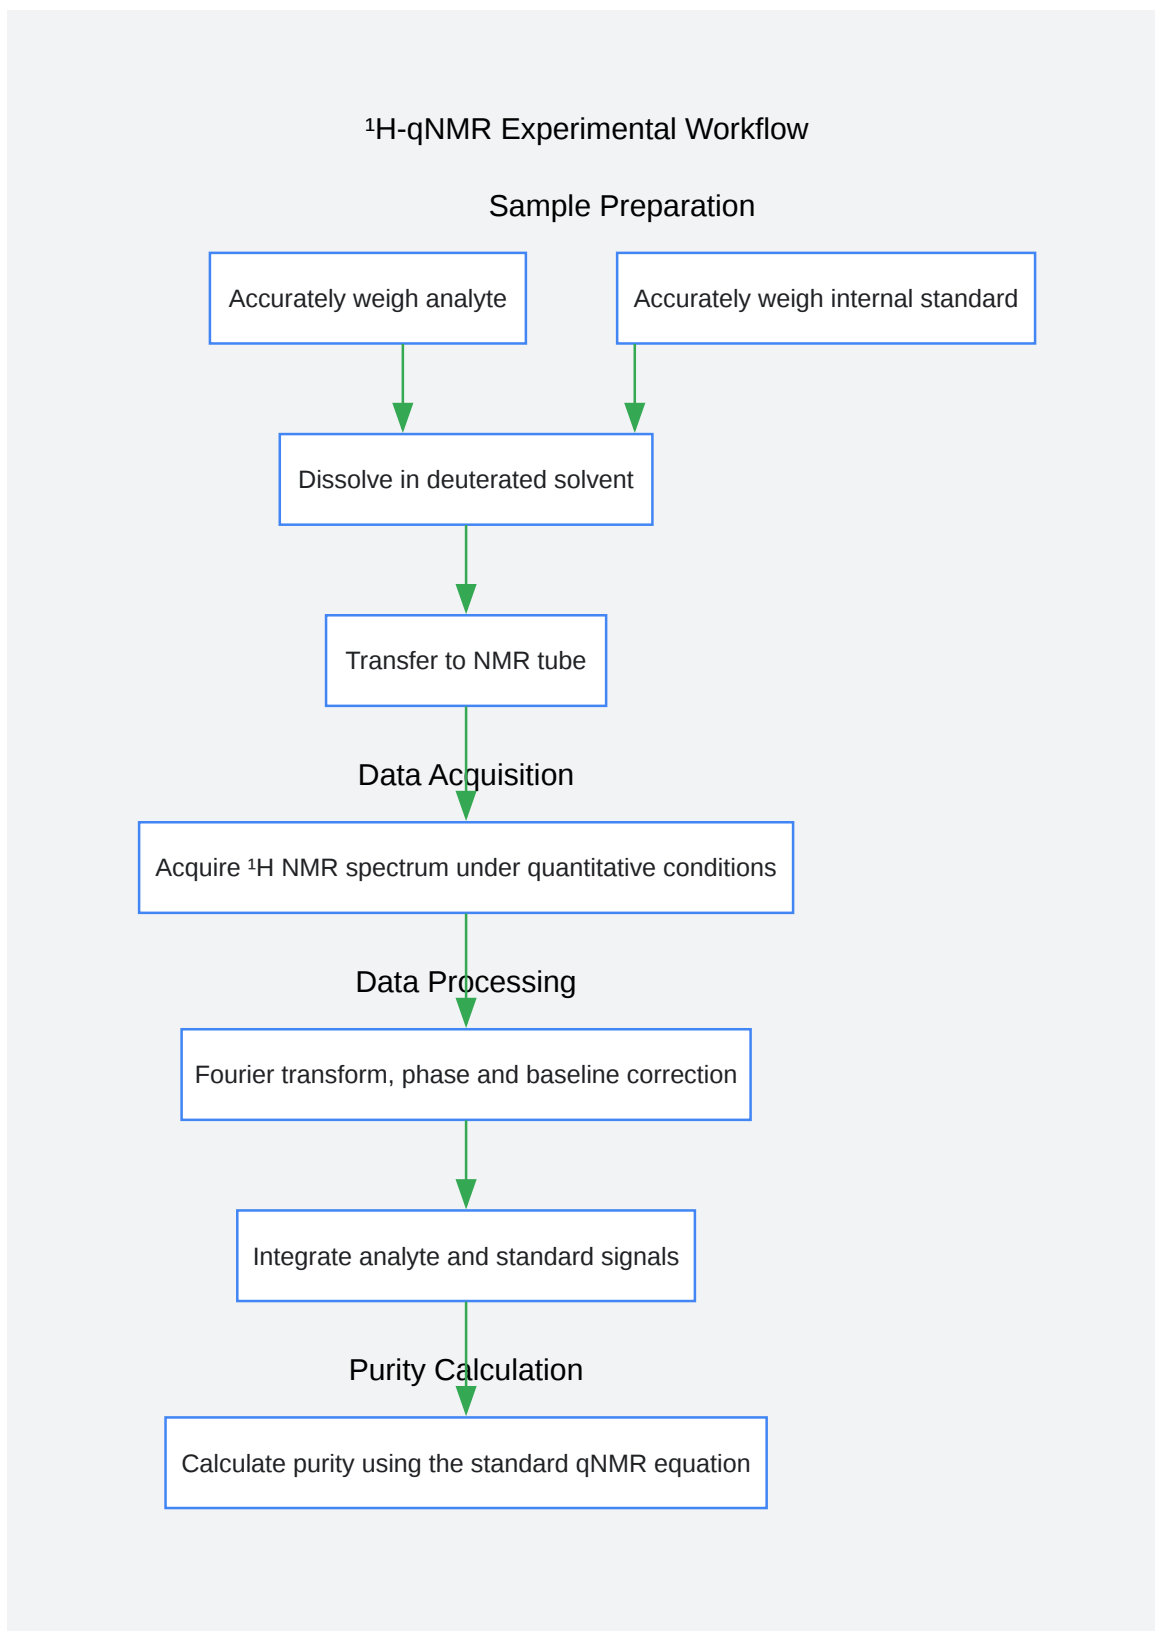 ¹H-qNMR Experimental Workflow
Sample Preparation
Accurately weigh analyte
Accurately weigh internal standard
Dissolve in deuterated solvent
Transfer to NMR tube
Data Acquisition
Acquire ¹H NMR spectrum under quantitative conditions
Data Processing
Fourier transform, phase and baseline correction
Integrate analyte and standard signals
Purity Calculation
Calculate purity using the standard qNMR equation